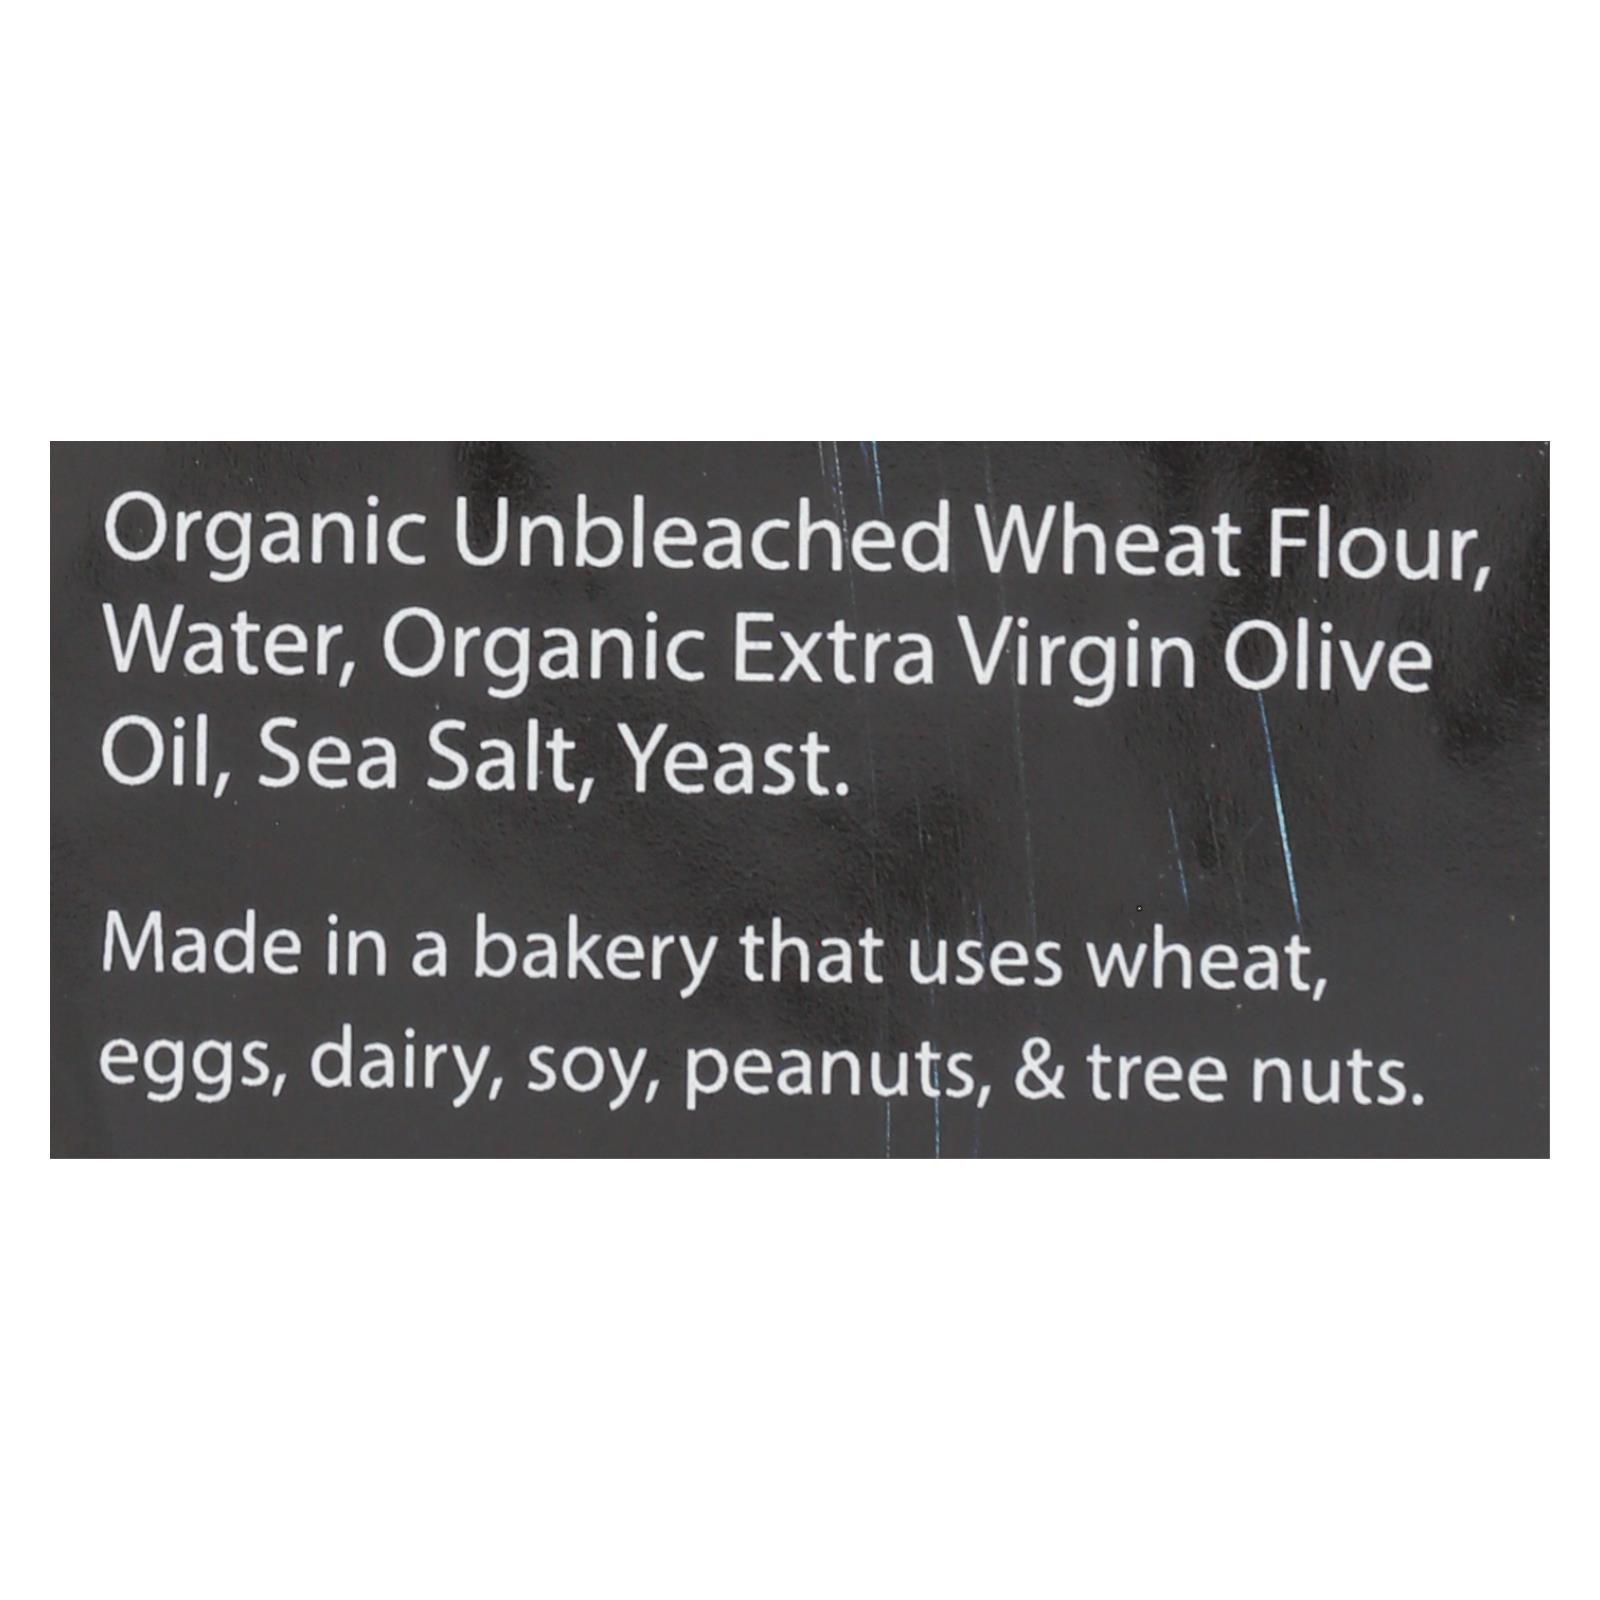 Organic Unbleached Wheat Flour,
Water, Organic Extra Virgin Olive
Oil, Sea Salt, Yeast.
Made in a bakery that uses wheat,
eggs, dairy, soy, peanuts, & tree nuts.